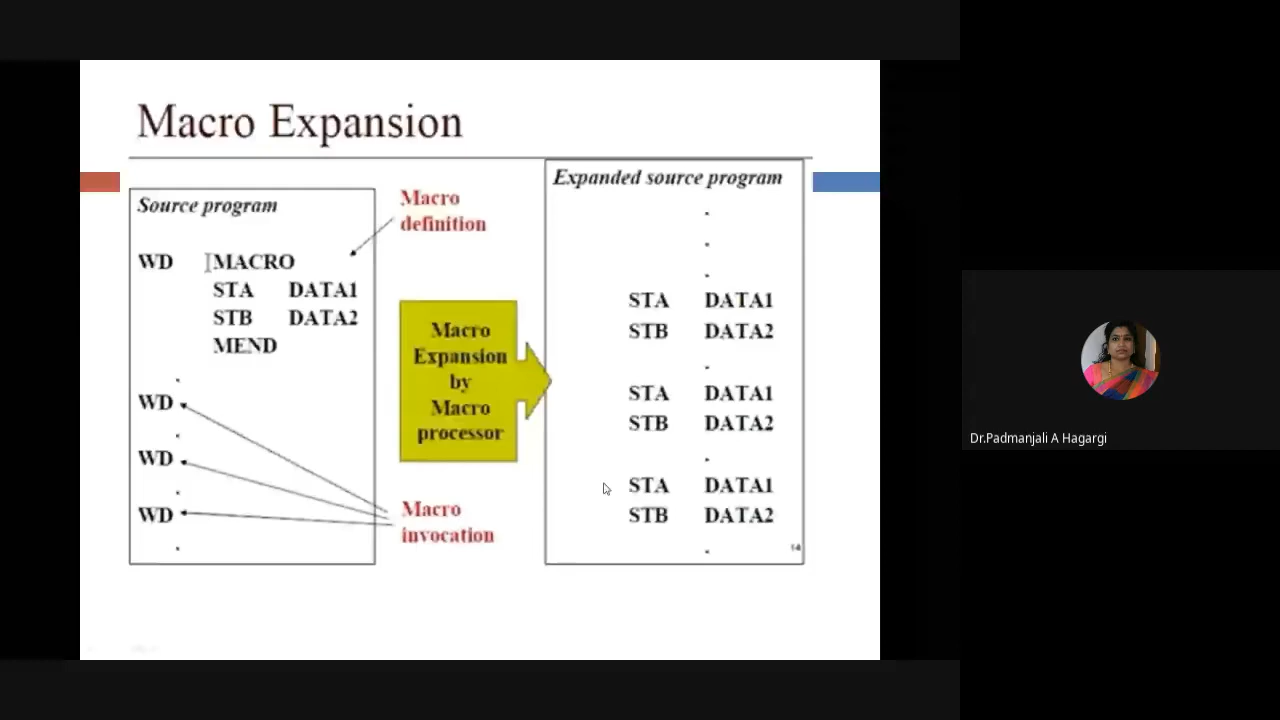 Macro Expansion
Source program
WD MACRO
STA DATA1
STB DATA2
MEND
.
WD
.
WD
.
WD
.
Macro
definition
Macro
Expansion
by
Macro
processor
Macro
invocation
Expanded source program
.
.
.
STA DATA1
STB DATA2
.
STA DATA1
STB DATA2
.
STA DATA1
STB DATA2
.
14
Dr.Padmanjali A Hagargi